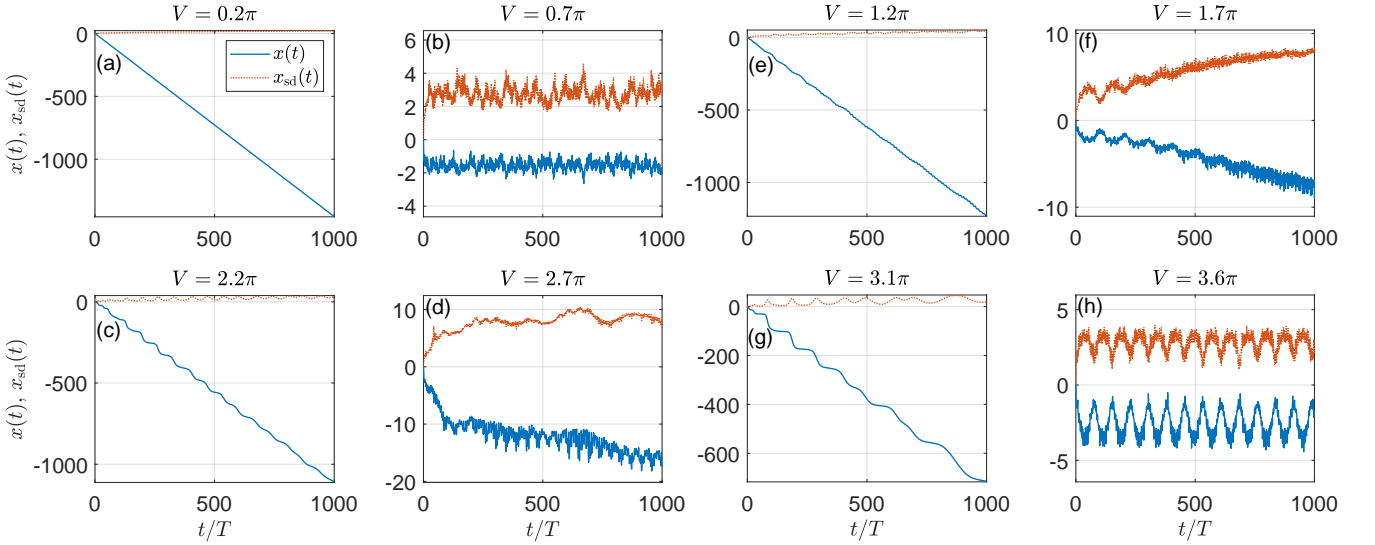 V = 0.2π
V = 0.7π
V = 1.2π
V = 1.7π
x(t), x_sd(t)
0
-500
-1000
(a)
x(t)
x_sd(t)
0
500
1000
6
4
2
0
-2
-4
(b)
0
500
1000
0
-500
-1000
(e)
0
500
1000
10
0
-10
(f)
0
500
1000
V = 2.2π
V = 2.7π
V = 3.1π
V = 3.6π
x(t), x_sd(t)
0
-500
-1000
(c)
0
500
1000
t/T
10
0
-10
-20
(d)
0
500
1000
t/T
0
-200
-400
-600
(g)
0
500
1000
t/T
5
0
-5
(h)
0
500
1000
t/T